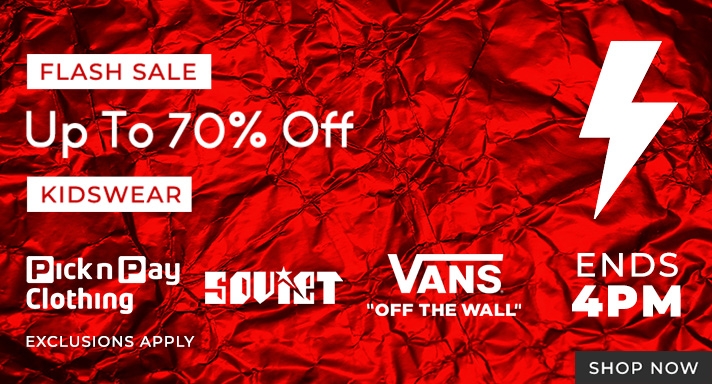 FLASH SALE
Up To 70% Off
KIDSWEAR
Pick n Pay
Clothing
SOVIET
VANS
"OFF THE WALL"
ENDS
4PM
EXCLUSIONS APPLY
SHOP NOW